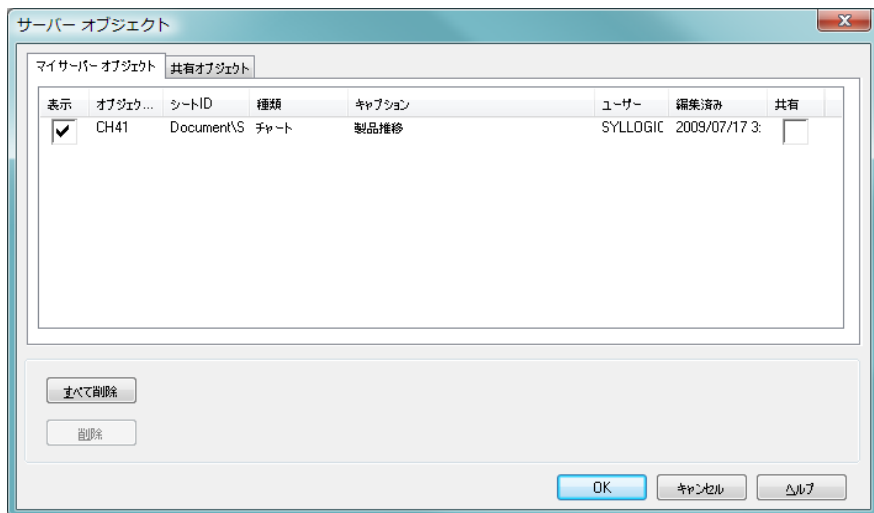 サーバー オブジェクト
マイ サーバー オブジェクト 共有オブジェクト
表示 オブジェク... シートID 種類 キャプション ユーザー 編集済み 共有
CH41 Document\S チャート 製品推移 SYLLOGIC 2009/07/17 3:
すべて削除
削除
OK キャンセル ヘルプ